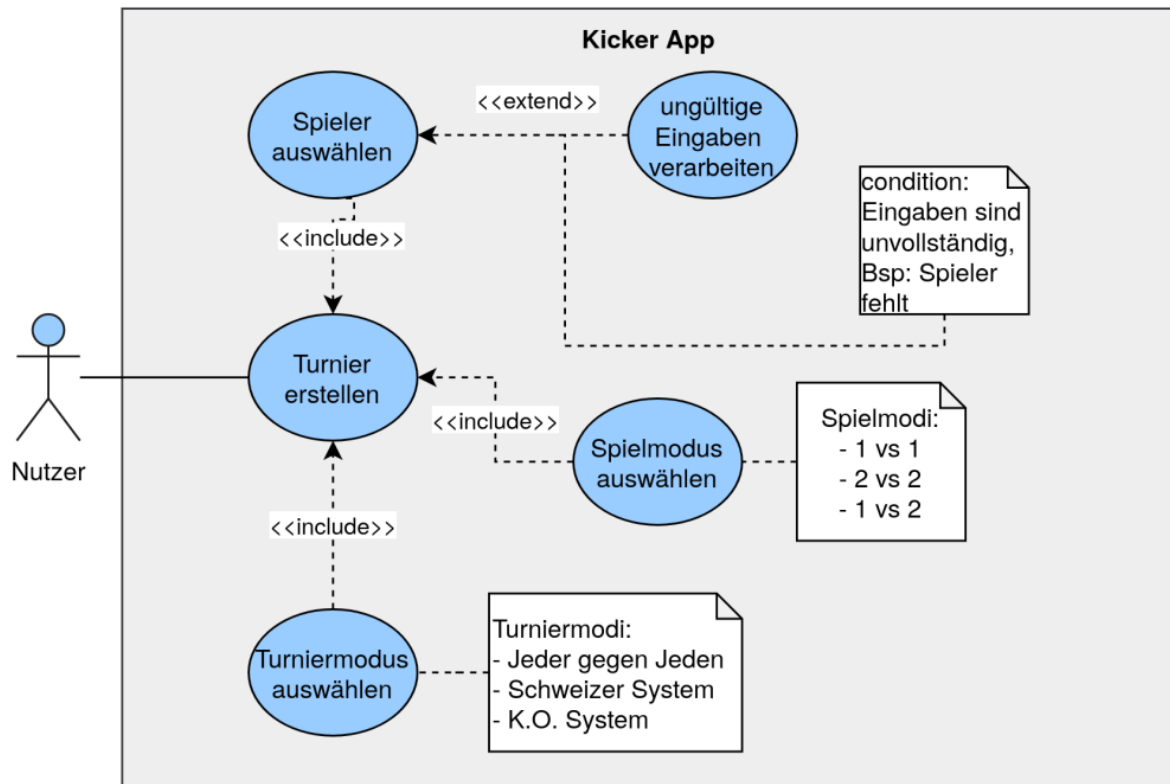 Kicker App
Spieler
auswählen
<<extend>>
ungültige
Eingaben
verarbeiten
condition:
Eingaben sind
unvollständig,
Bsp: Spieler
fehlt
<<include>>
Turnier
erstellen
Nutzer
<<include>>
Spielmodus
auswählen
Spielmodi:
- 1 vs 1
- 2 vs 2
- 1 vs 2
<<include>>
Turniermodus
auswählen
Turniermodi:
- Jeder gegen Jeden
- Schweizer System
- K.O. System